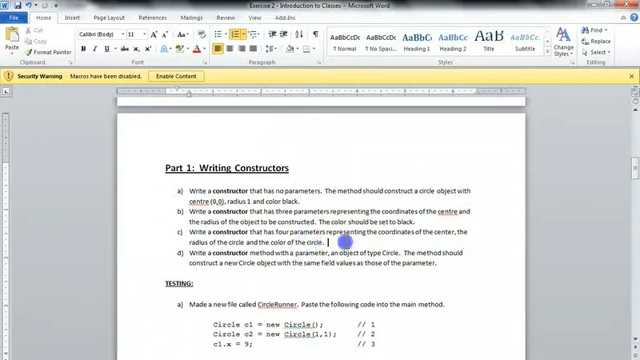 Exercise 2 - Introduction to Classes - Microsoft Word
File Home Insert Page Layout References Mailings Review View Add-Ins
Calibri (Body) 11
Paste
AaBbCcDc AaBbCcDc AaBbC AaBbCc AaB AaBbCc.
¶ Normal ¶ No Spacing Heading 1 Heading 2 Title Subtitle
Change Styles
Editing
Clipboard Font Paragraph Styles
Security Warning Macros have been disabled. Enable Content
Part 1: Writing Constructors
a) Write a constructor that has no parameters. The method should construct a circle object with
centre (0,0), radius 1 and color black.
b) Write a constructor that has three parameters representing the coordinates of the centre and
the radius of the object to be constructed. The color should be set to black.
c) Write a constructor that has four parameters representing the coordinates of the center, the
radius of the circle and the color of the circle.
d) Write a constructor method with a parameter, an object of type Circle. The method should
construct a new Circle object with the same field values as those of the parameter.
TESTING:
a) Made a new file called CircleRunner. Paste the following code into the main method.
Circle c1 = new Circle(); // 1
Circle c2 = new Circle(1,1); // 2
c1.x = 9; // 3